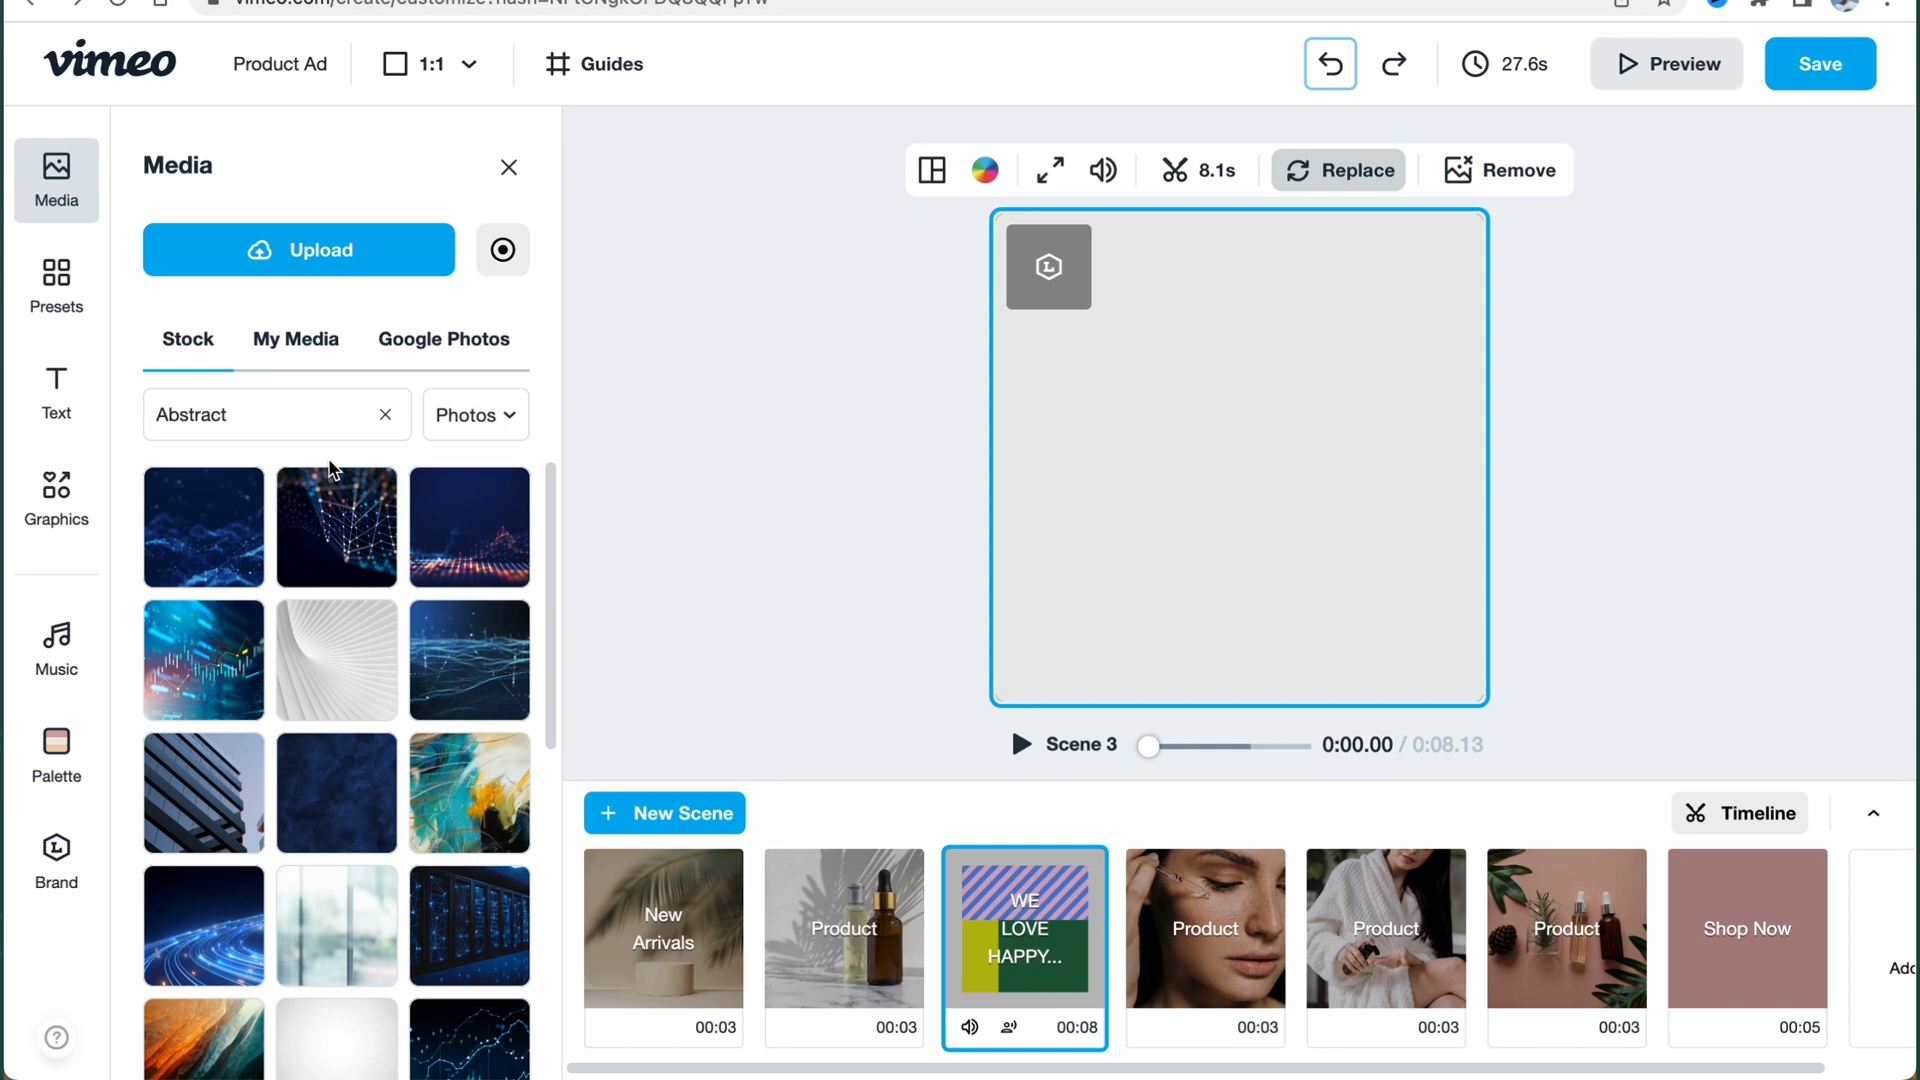 vimeo
Product Ad
1:1
Guides
27.6s
Preview
Save
Media
Presets
Text
Graphics
Music
Palette
Brand
Media
Upload
Stock
My Media
Google Photos
Abstract
Photos
8.1s
Replace
Remove
Scene 3
0:00.00 / 0:08.13
+ New Scene
Timeline
New
Arrivals
00:03
Product
00:03
WE
LOVE
HAPPY...
00:08
Product
00:03
Product
00:03
Product
00:03
Shop Now
00:05